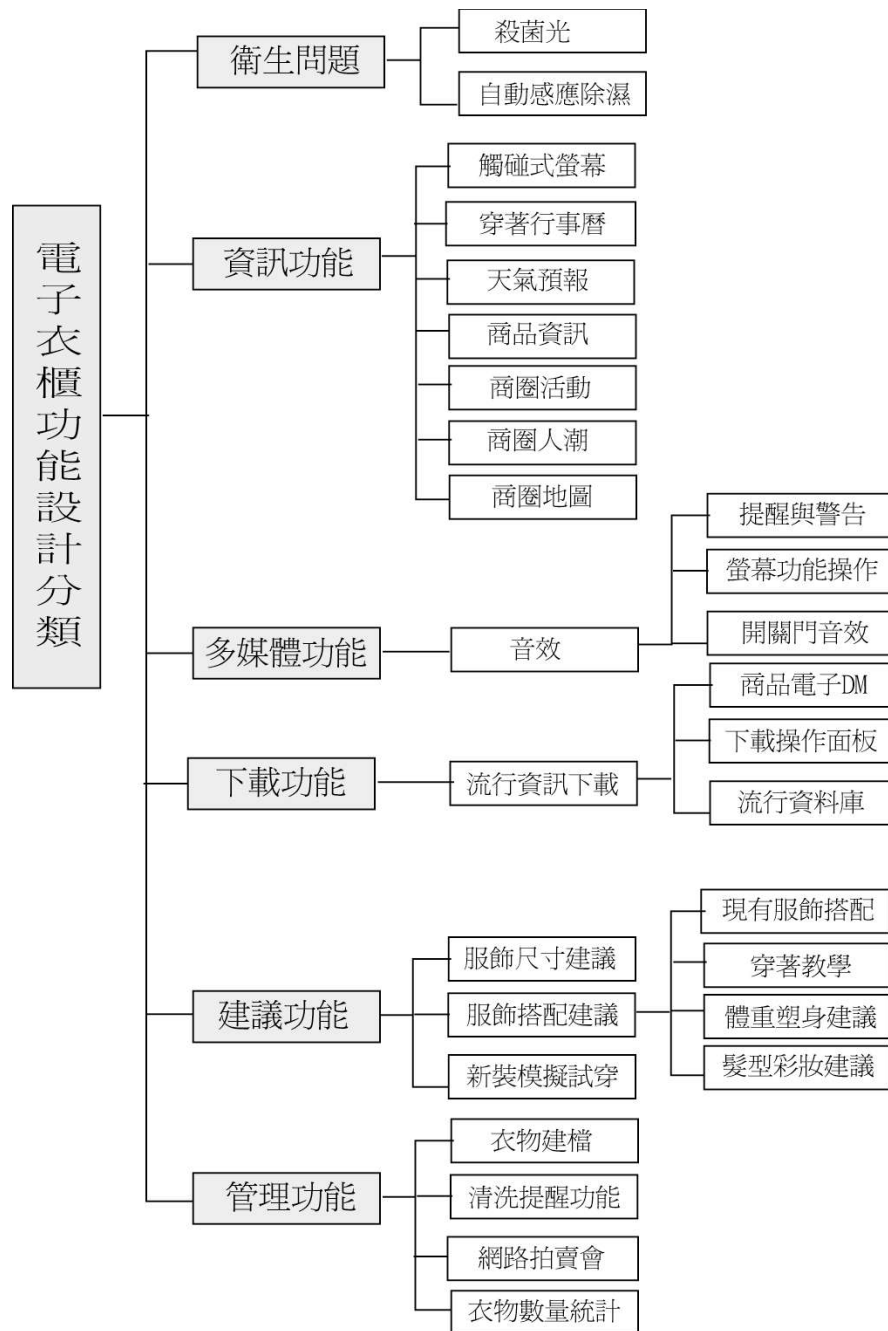 電子衣櫃功能設計分類
衛生問題
殺菌光
自動感應除濕
資訊功能
觸碰式螢幕
穿著行事曆
天氣預報
商品資訊
商圈活動
商圈人潮
商圈地圖
多媒體功能
音效
提醒與警告
螢幕功能操作
開關門音效
下載功能
流行資訊下載
商品電子DM
下載操作面板
流行資料庫
建議功能
服飾尺寸建議
服飾搭配建議
現有服飾搭配
穿著教學
體重塑身建議
髮型彩妝建議
新裝模擬試穿
管理功能
衣物建檔
清洗提醒功能
網路拍賣會
衣物數量統計